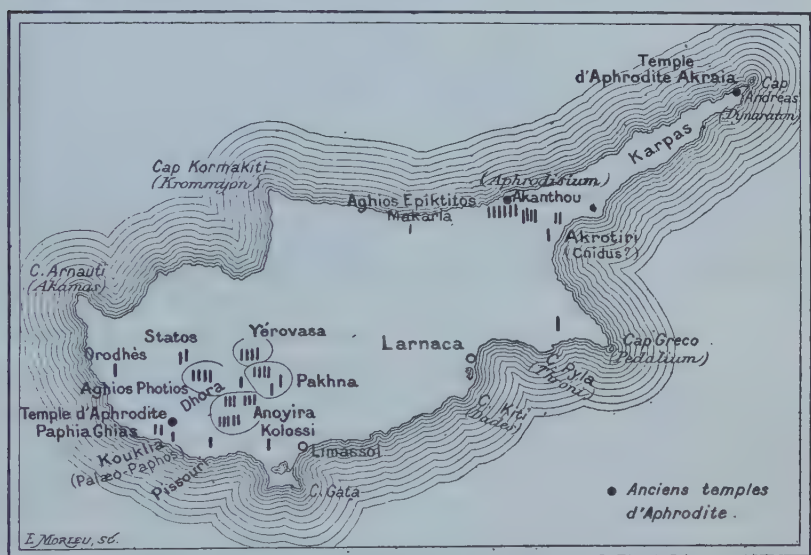 Temple
d'Aphrodite Akraia
Cap
Andreas
(Dynaraton)
Karpas
Cap Kormakiti
(Krommyon)
(Aphrodisium)
Akanthou
Aghios Epiktitos
Makaria
Akrotiri
(Cnidus?)
C. Arnauti
(Akamas)
Statos
Yérovasa
Larnaca
Cap Greco
(Pedalium)
Orodhès
C. Pyla
(Throni)
Pakhna
Aghios Photios
Dhora
C. Kiti
(Dades)
Temple d'Aphrodite
Anoyira
Paphia Ghias
Kolossi
Kouklia
(Palæo-Paphos)
Limassol
Pissouri
C. Gata
Anciens temples
d'Aphrodite.
E. MORIEU, SC.